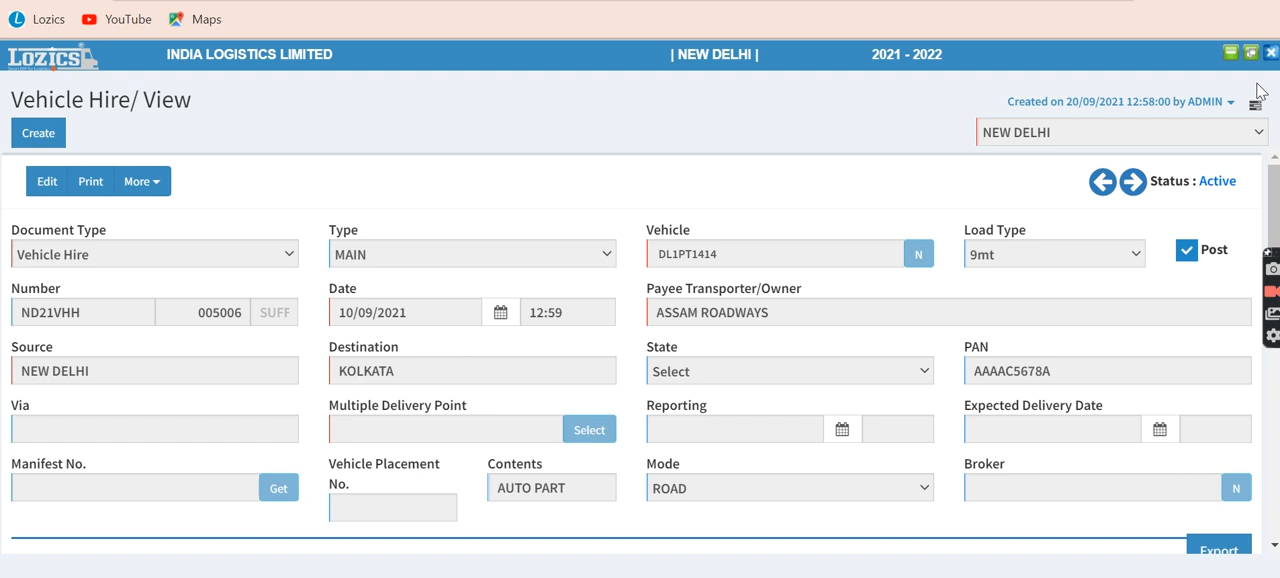 Lozics YouTube Maps
LOZICS INDIA LOGISTICS LIMITED | NEW DELHI | 2021 - 2022
Vehicle Hire/ View
Created on 20/09/2021 12:58:00 by ADMIN
Create
NEW DELHI
Edit Print More
Status : Active
Document Type Type Vehicle Load Type
Vehicle Hire MAIN DL1PT1414 N 9mt Post
Number Date Payee Transporter/Owner
ND21VHH 005006 SUFF 10/09/2021 12:59 ASSAM ROADWAYS
Source Destination State PAN
NEW DELHI KOLKATA Select AAAAC5678A
Via Multiple Delivery Point Reporting Expected Delivery Date
Select
Manifest No. Vehicle Placement No. Contents Mode Broker
Get AUTO PART ROAD N
Export